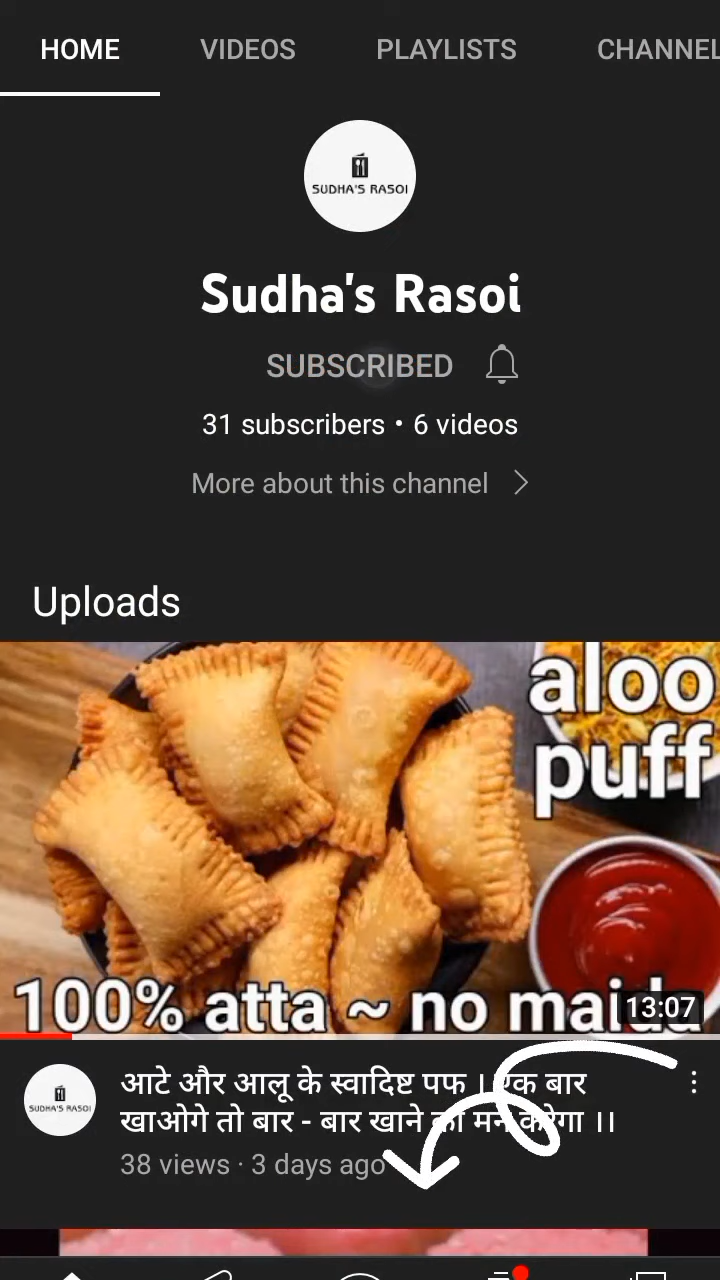 HOME VIDEOS PLAYLISTS CHANNEL
SUDHA'S RASOI
Sudha's Rasoi
SUBSCRIBED
31 subscribers • 6 videos
More about this channel
Uploads
aloo
puff
100% atta ~ no maida
13:07
SUDHA'S RASOI
आटे और आलू के स्वादिष्ट पफ । एक बार
खाओगे तो बार - बार खाने का मन करेगा ।।
38 views · 3 days ago